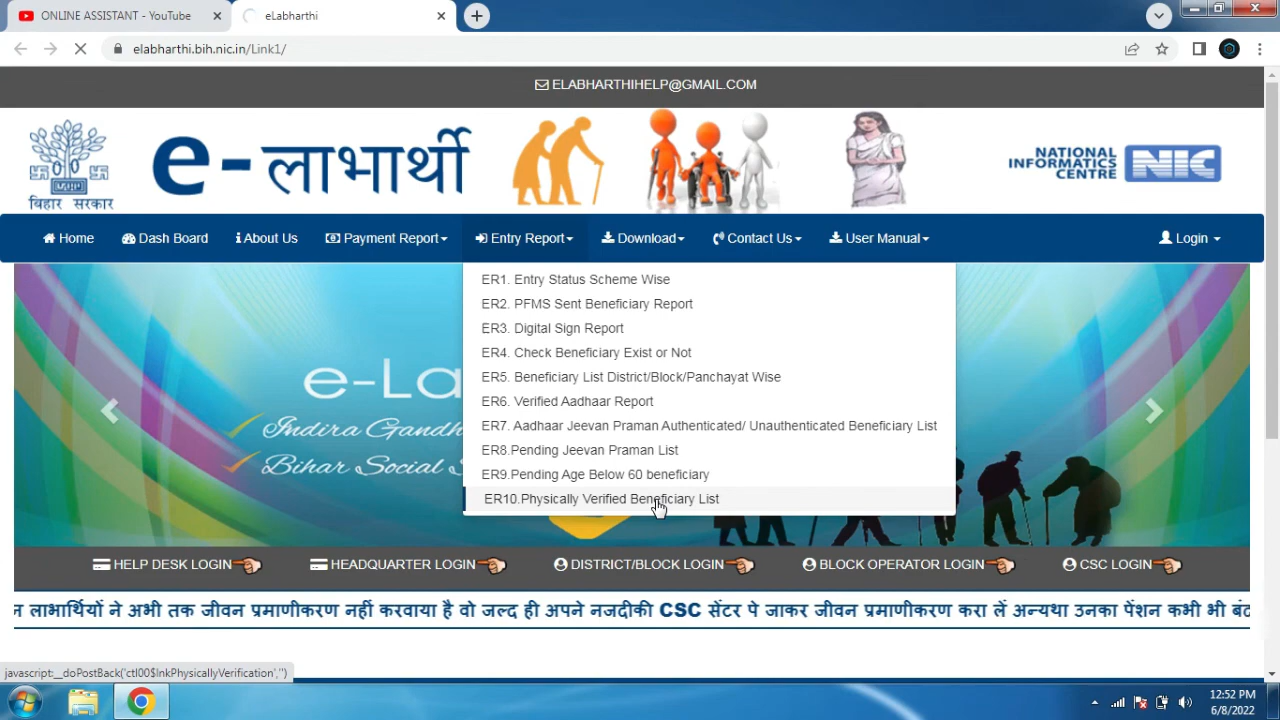 ONLINE ASSISTANT - YouTube
eLabharthi
elabharthi.bih.nic.in/Link1/
ELABHARTHIHELP@GMAIL.COM
बिहार सरकार
e-लाभार्थी
NATIONAL INFORMATICS CENTRE NIC
Home Dash Board About Us Payment Report Entry Report Download Contact Us User Manual Login
ER1. Entry Status Scheme Wise
ER2. PFMS Sent Beneficiary Report
ER3. Digital Sign Report
ER4. Check Beneficiary Exist or Not
ER5. Beneficiary List District/Block/Panchayat Wise
ER6. Verified Aadhaar Report
ER7. Aadhaar Jeevan Praman Authenticated/ Unauthenticated Beneficiary List
ER8.Pending Jeevan Praman List
ER9.Pending Age Below 60 beneficiary
ER10.Physically Verified Beneficiary List
e-La
Indira Gandh
Bihar Social S
HELP DESK LOGIN HEADQUARTER LOGIN DISTRICT/BLOCK LOGIN BLOCK OPERATOR LOGIN CSC LOGIN
न लाभार्थियों ने अभी तक जीवन प्रमाणीकरण नहीं करवाया है वो जल्द ही अपने नजदीकी CSC सेंटर पे जाकर जीवन प्रमाणीकरण करा लें अन्यथा उनका पेंशन कभी भी बंद
javascript:__doPostBack('ctl00$lnkPhysicallyVerification','')
12:52 PM
6/8/2022